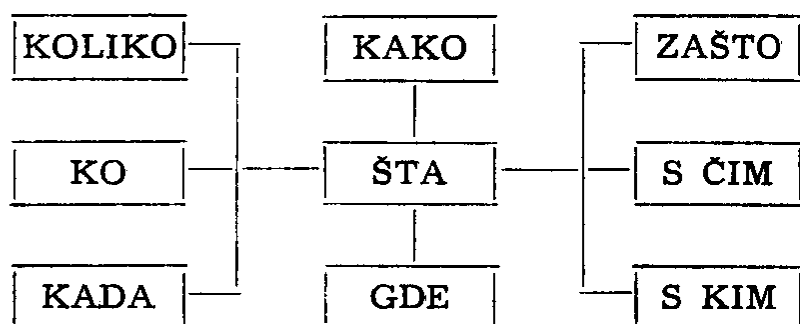 KOLIKO KAKO ZAŠTO
KO ŠTA S ČIM
KADA GDE S KIM